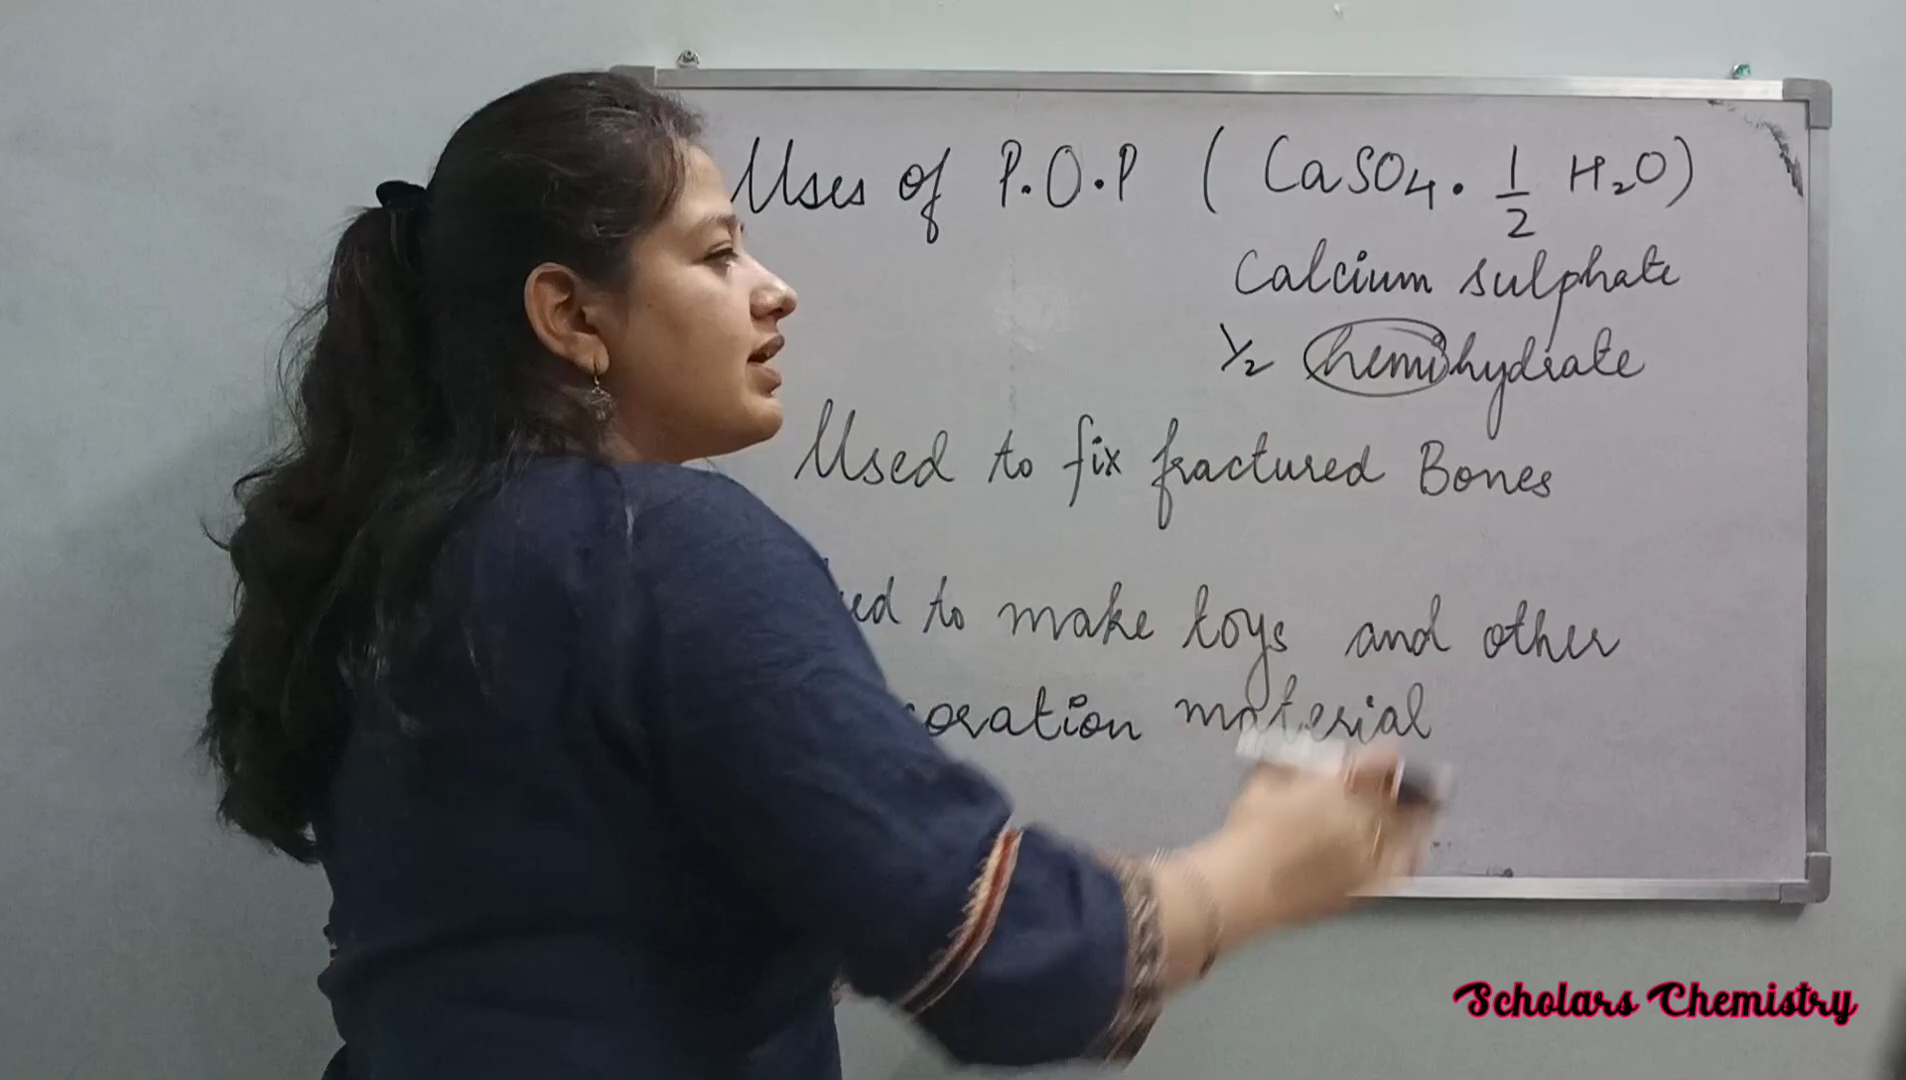 Uses of P.O.P ( CaSO4 . 1/2 H2O)
Calcium sulphate
1/2 hemihydrate
Used to fix fractured Bones
to make toys and other
material
Scholars Chemistry